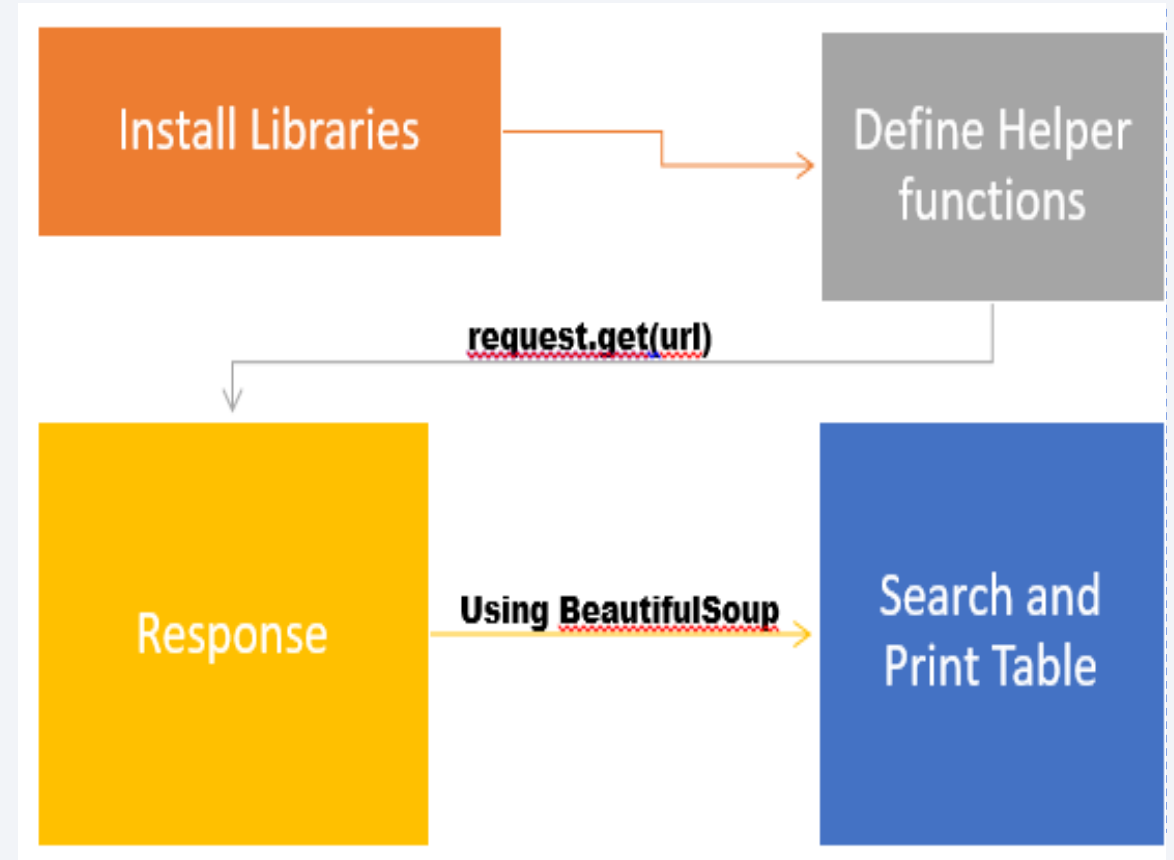 Install Libraries
Define Helper
functions
request.get(url)
Response
Using BeautifulSoup
Search and
Print Table